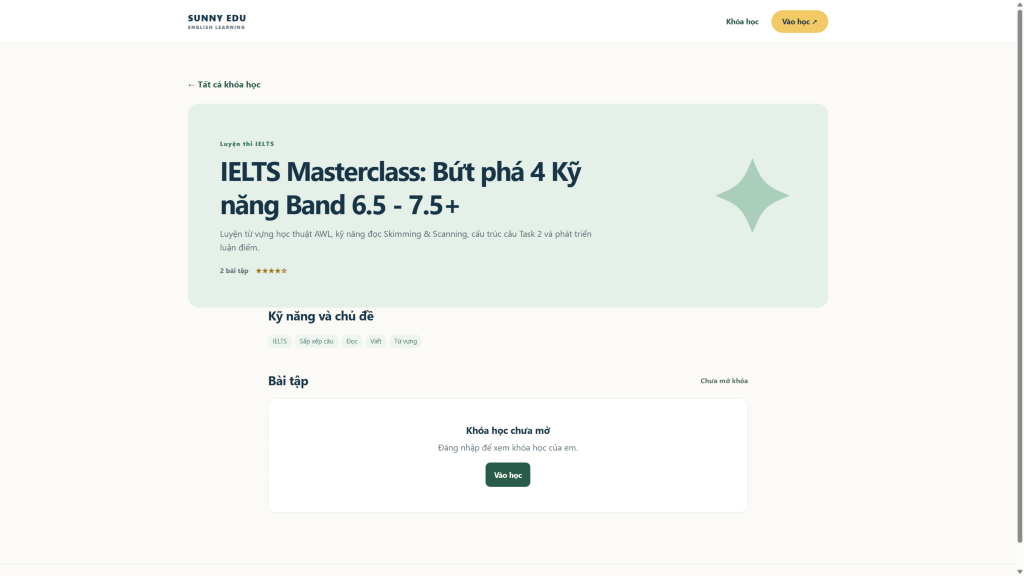 SUNNY EDU
ENGLISH LEARNING
Khóa học
Vào học ↗
← Tất cả khóa học
Luyện thi IELTS
IELTS Masterclass: Bứt phá 4 Kỹ
năng Band 6.5 - 7.5+
Luyện từ vựng học thuật AWL, kỹ năng đọc Skimming & Scanning, cấu trúc câu Task 2 và phát triển
luận điểm.
2 bài tập ★★★★☆
Kỹ năng và chủ đề
IELTS Sắp xếp câu Đọc Viết Từ vựng
Bài tập
Chưa mở khóa
Khóa học chưa mở
Đăng nhập để xem khóa học của em.
Vào học